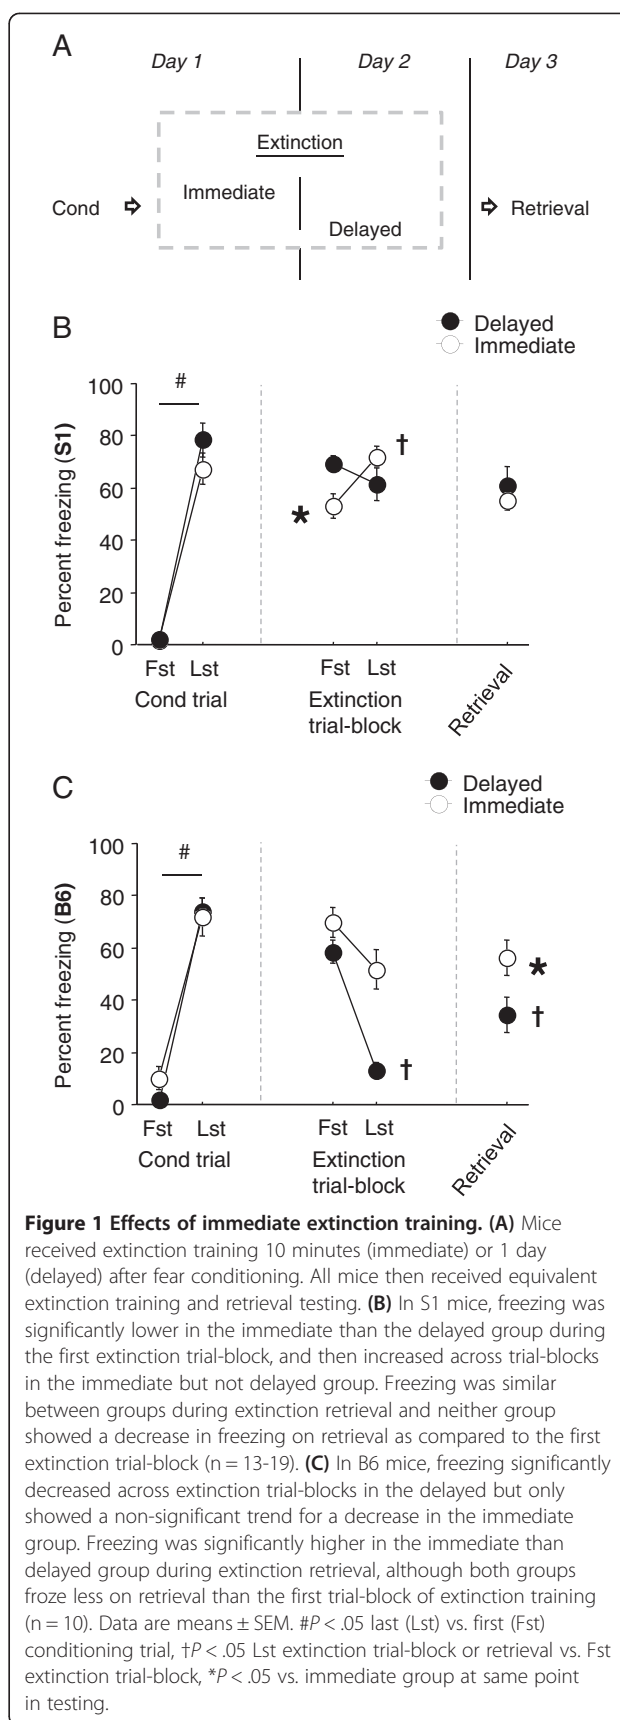 A
Day 1 Day 2 Day 3
Extinction
Immediate
Cond ⇨ Delayed ⇨ Retrieval
B
Delayed
Immediate
Percent freezing (S1)
100
80
60
40
20
0
#
*
†
Fst Lst Fst Lst
Cond trial Extinction
trial-block
Retrieval
C
Delayed
Immediate
Percent freezing (B6)
100
80
60
40
20
0
#
†
*
†
Fst Lst Fst Lst
Cond trial Extinction
trial-block
Retrieval
Figure 1 Effects of immediate extinction training. (A) Mice
received extinction training 10 minutes (immediate) or 1 day
(delayed) after fear conditioning. All mice then received equivalent
extinction training and retrieval testing. (B) In S1 mice, freezing was
significantly lower in the immediate than the delayed group during
the first extinction trial-block, and then increased across trial-blocks
in the immediate but not delayed group. Freezing was similar
between groups during extinction retrieval and neither group
showed a decrease in freezing on retrieval as compared to the first
extinction trial-block (n = 13-19). (C) In B6 mice, freezing significantly
decreased across extinction trial-blocks in the delayed but only
showed a non-significant trend for a decrease in the immediate
group. Freezing was significantly higher in the immediate than
delayed group during extinction retrieval, although both groups
froze less on retrieval than the first trial-block of extinction training
(n = 10). Data are means ± SEM. #P < .05 last (Lst) vs. first (Fst)
conditioning trial, †P < .05 Lst extinction trial-block or retrieval vs. Fst
extinction trial-block, *P < .05 vs. immediate group at same point
in testing.